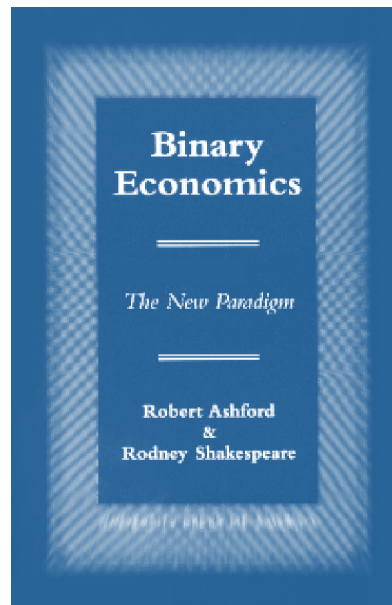 Binary
Economics
The New Paradigm
Robert Ashford
&
Rodney Shakespeare